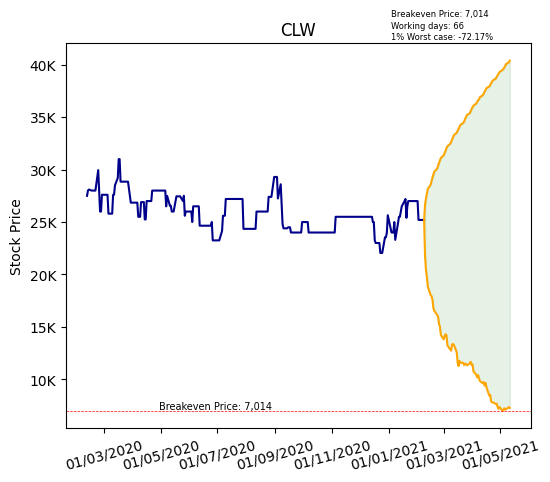 Breakeven Price: 7,014
Working days: 66
1% Worst case: -72.17%
CLW
Stock Price
40K
35K
30K
25K
20K
15K
10K
Breakeven Price: 7,014
01/03/2020
01/05/2020
01/07/2020
01/09/2020
01/11/2020
01/01/2021
01/03/2021
01/05/2021